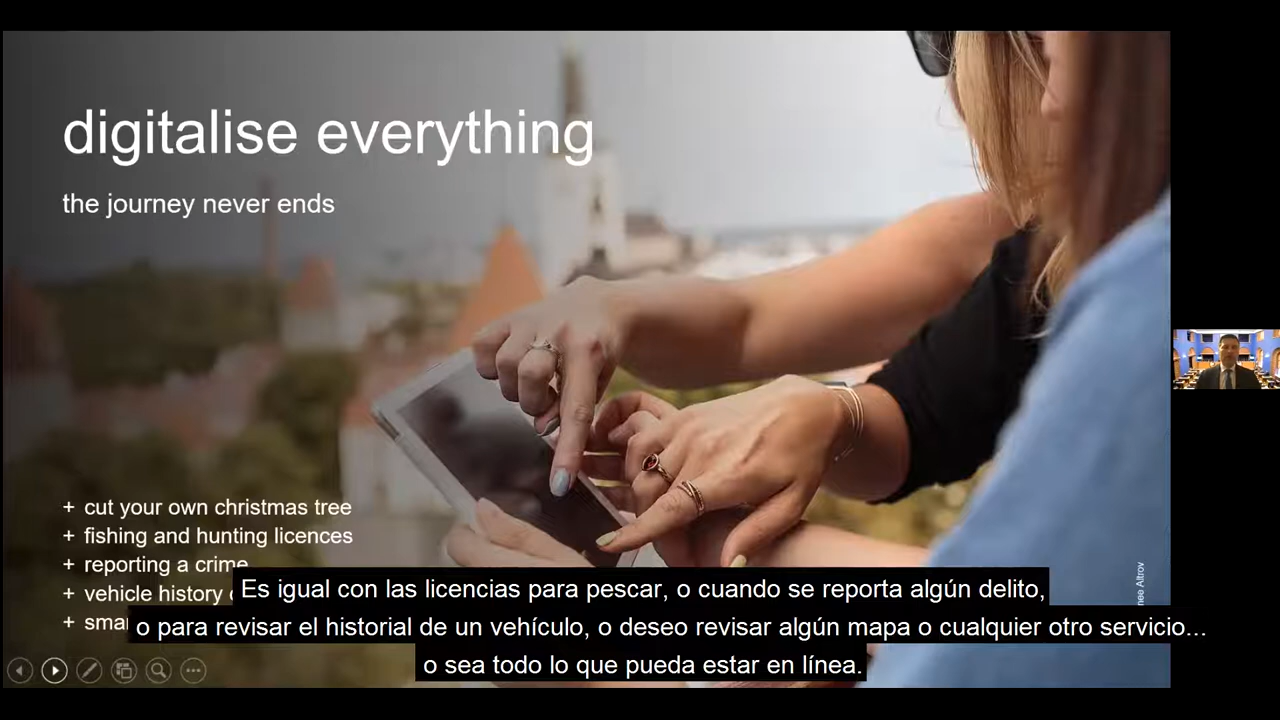 digitalise everything
the journey never ends
+ cut your own christmas tree
+ fishing and hunting licences
+ reporting a crime
+ vehicle history
+
Es igual con las licencias para pescar, o cuando se reporta algún delito,
o para revisar el historial de un vehículo, o deseo revisar algún mapa o cualquier otro servicio...
o sea todo lo que pueda estar en línea.
Altrov